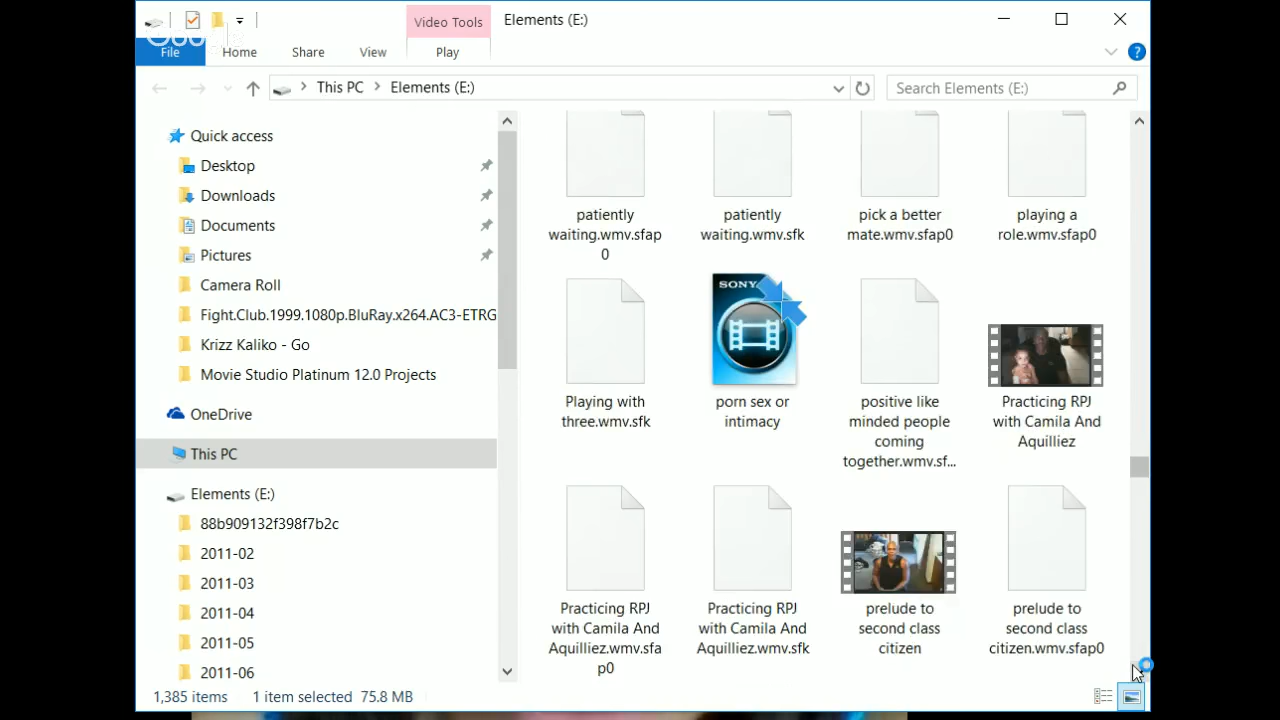 Video Tools
Elements (E:)
Google
File
Home
Share
View
Play
This PC
Elements (E:)
Search Elements (E:)
Quick access
Desktop
Downloads
Documents
Pictures
Camera Roll
Fight.Club.1999.1080p.BluRay.x264.AC3-ETRG
Krizz Kaliko - Go
Movie Studio Platinum 12.0 Projects
OneDrive
This PC
Elements (E:)
88b909132f398f7b2c
2011-02
2011-03
2011-04
2011-05
2011-06
patiently
waiting.wmv.sfap
0
patiently
waiting.wmv.sfk
pick a better
mate.wmv.sfap0
playing a
role.wmv.sfap0
Playing with
three.wmv.sfk
SONY
porn sex or
intimacy
positive like
minded people
coming
together.wmv.sf...
Practicing RPJ
with Camila And
Aquilliez
Practicing RPJ
with Camila And
Aquilliez.wmv.sfa
p0
Practicing RPJ
with Camila And
Aquilliez.wmv.sfk
prelude to
second class
citizen
prelude to
second class
citizen.wmv.sfap0
1,385 items
1 item selected 75.8 MB